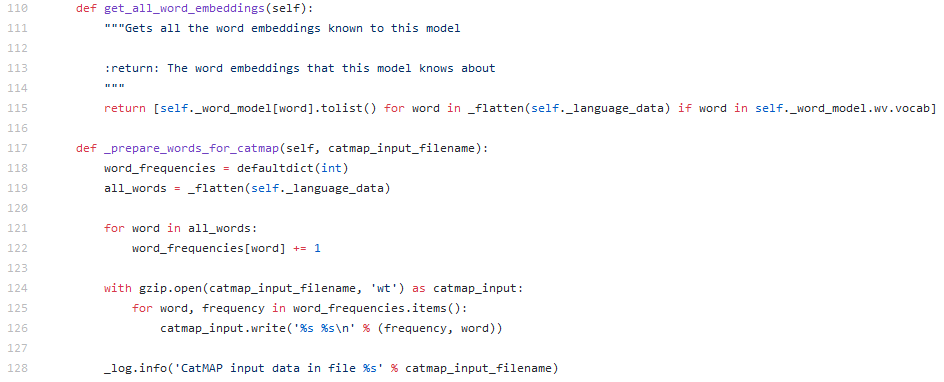 110 def get_all_word_embeddings(self):
111 """Gets all the word embeddings known to this model
112
113 :return: The word embeddings that this model knows about
114 """
115 return [self._word_model[word].tolist() for word in _flatten(self._language_data) if word in self._word_model.wv.vocab]
116
117 def _prepare_words_for_catmap(self, catmap_input_filename):
118 word_frequencies = defaultdict(int)
119 all_words = _flatten(self._language_data)
120
121 for word in all_words:
122 word_frequencies[word] += 1
123
124 with gzip.open(catmap_input_filename, 'wt') as catmap_input:
125 for word, frequency in word_frequencies.items():
126 catmap_input.write('%s %s\n' % (frequency, word))
127
128 _log.info('CatMAP input data in file %s' % catmap_input_filename)